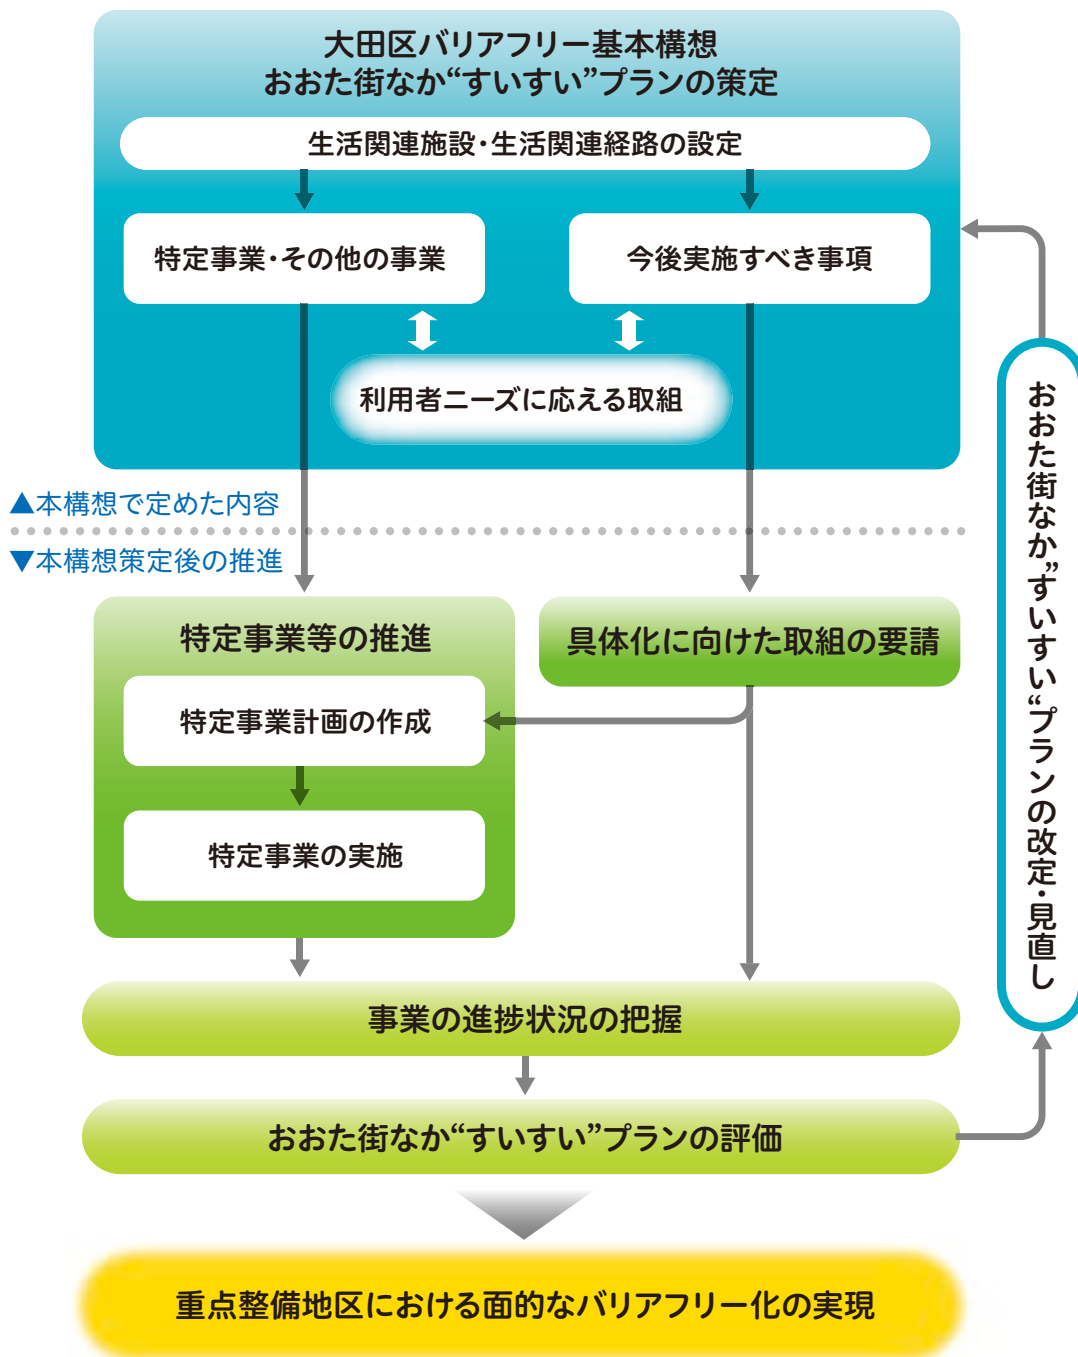 大田区バリアフリー基本構想
おおた街なか“すいすい”プランの策定
生活関連施設・生活関連経路の設定
特定事業・その他の事業
今後実施すべき事項
利用者ニーズに応える取組
▲本構想で定めた内容
▼本構想策定後の推進
特定事業等の推進
具体化に向けた取組の要請
特定事業計画の作成
特定事業の実施
事業の進捗状況の把握
おおた街なか“すいすい”プランの評価
おおた街なか”すいすい“プランの改定・見直し
重点整備地区における面的なバリアフリー化の実現